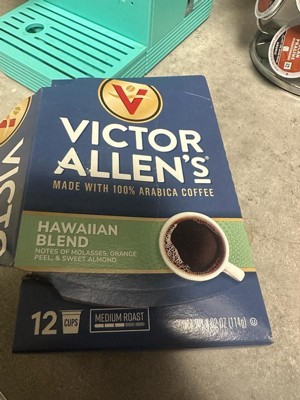 VICTOR
ALLEN'S
MADE WITH 100% ARABICA COFFEE
HAWAIIAN
BLEND
NOTES OF MOLASSES, ORANGE
PEEL, & SWEET ALMOND
12 CUPS
MEDIUM ROAST
(114g)